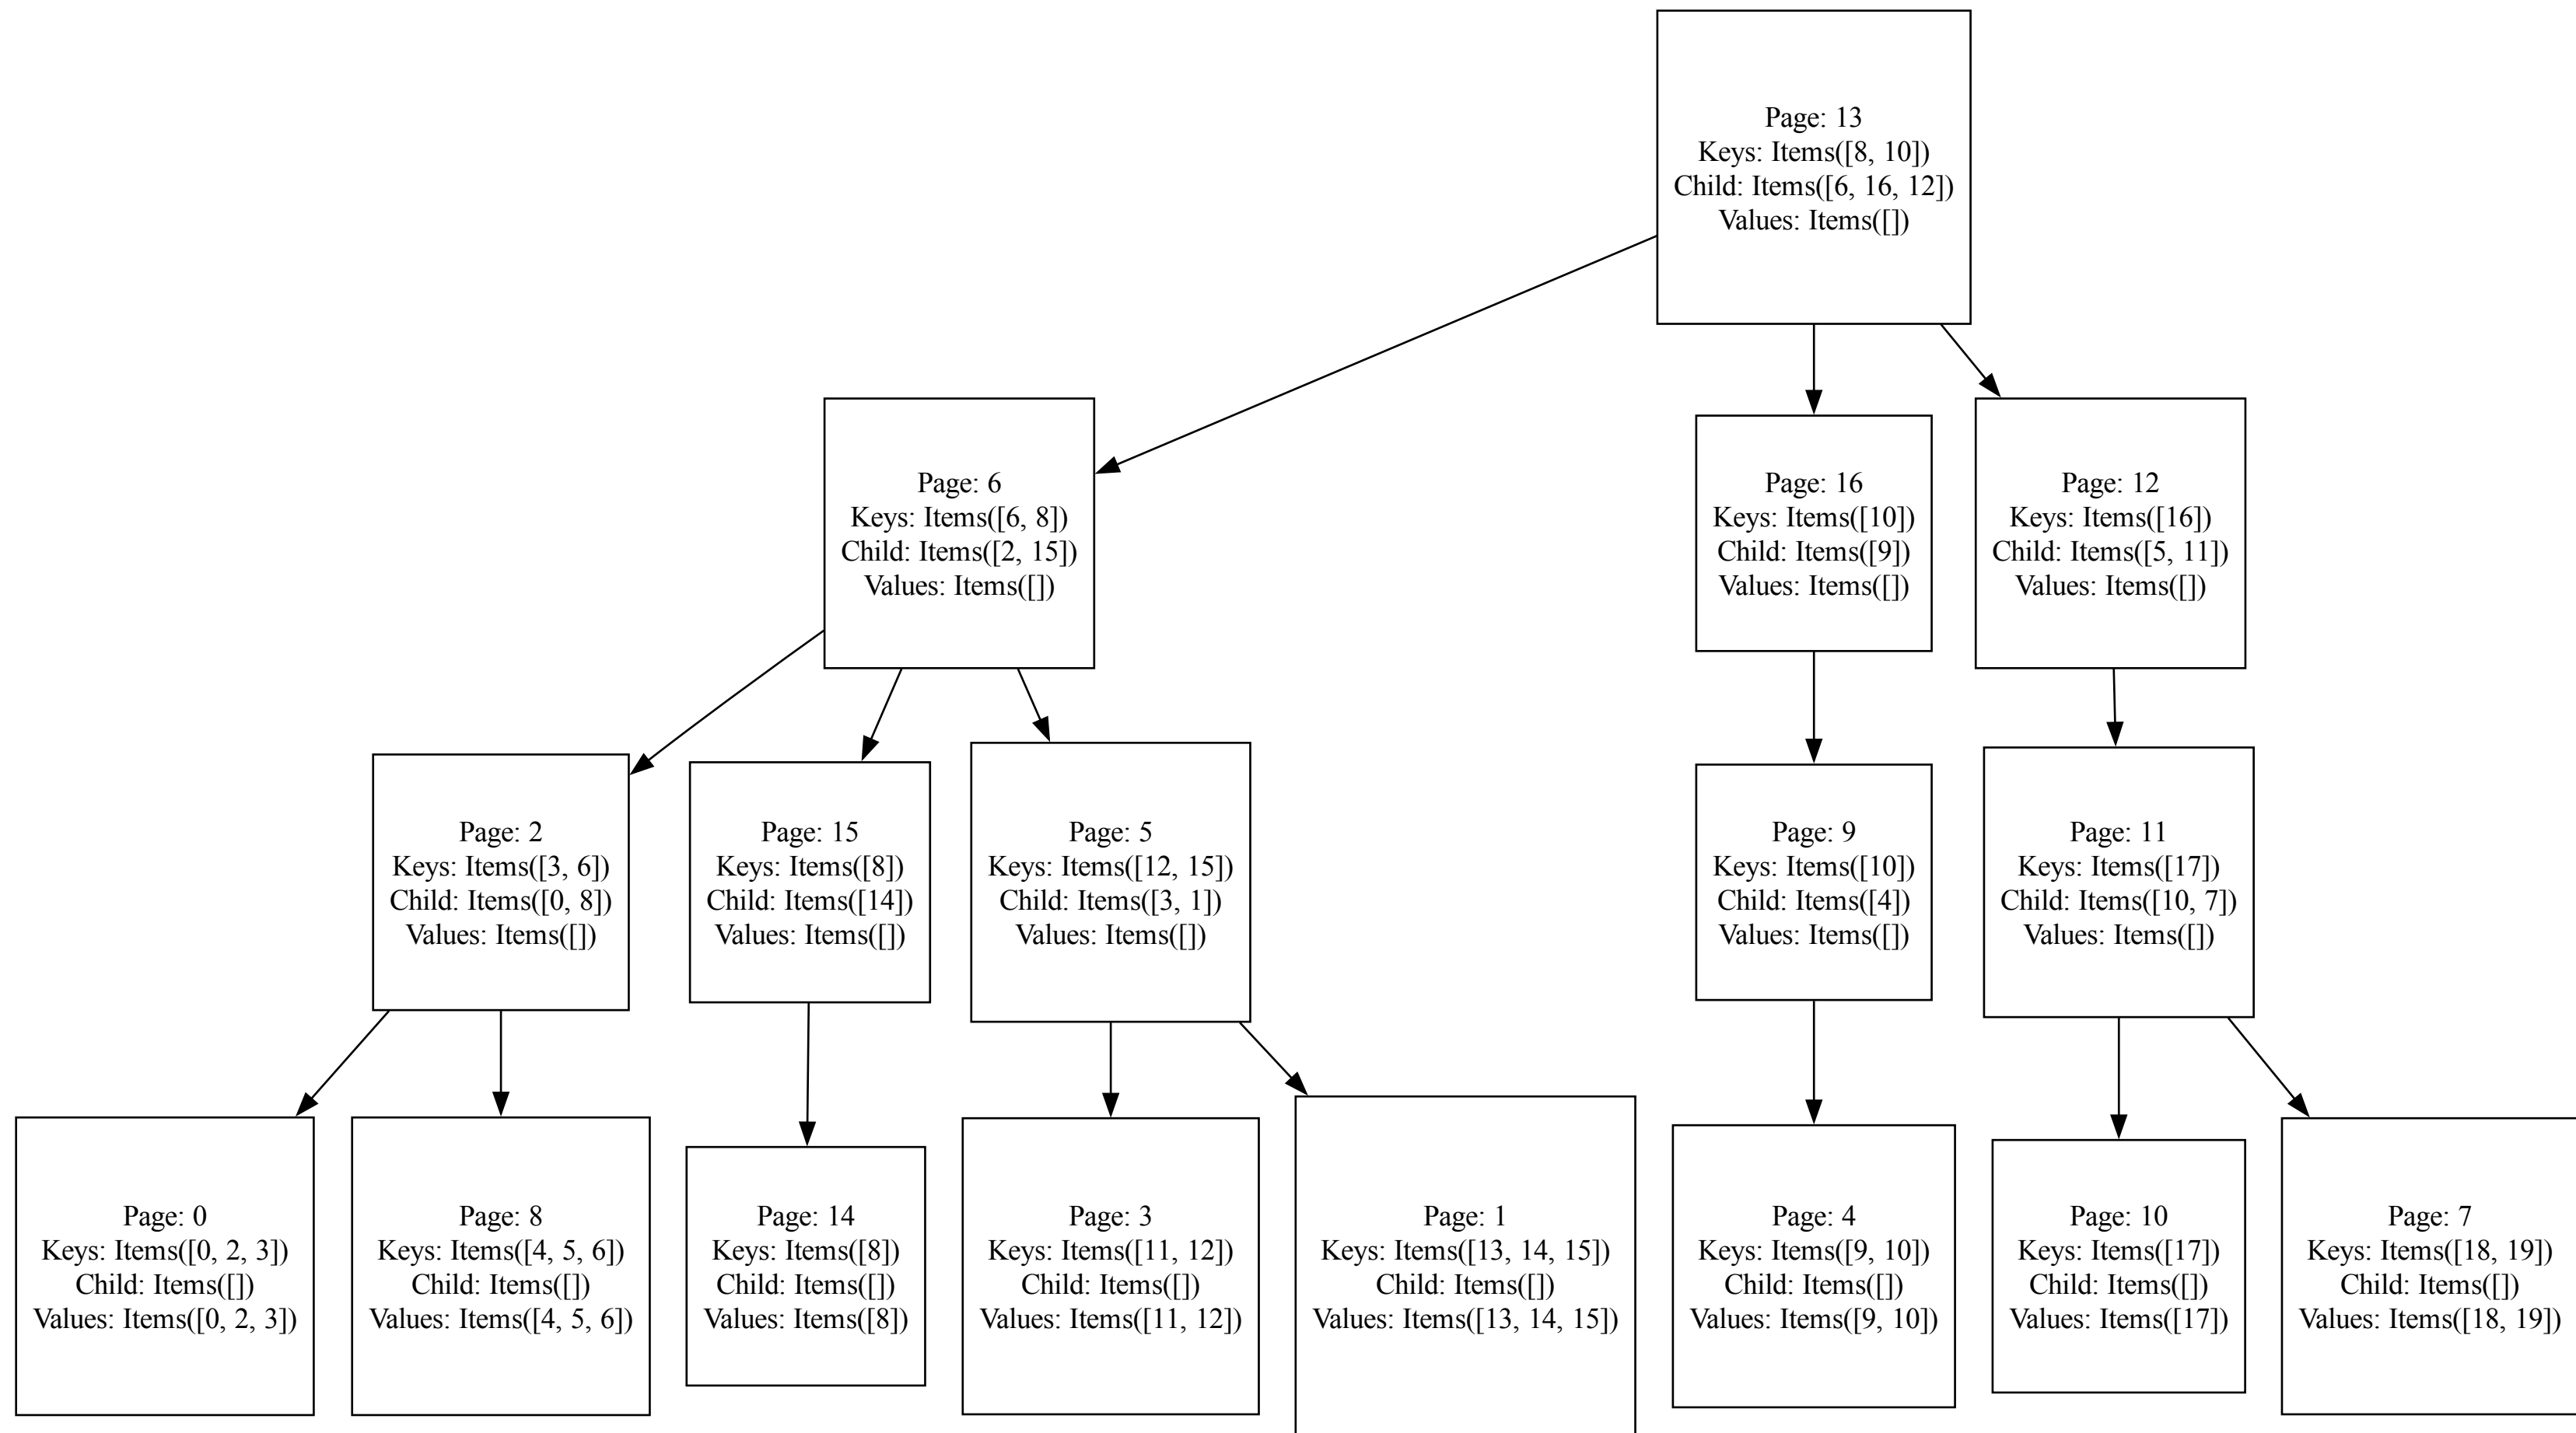 Page: 13
Keys: Items([8, 10])
Child: Items([6, 16, 12])
Values: Items([])
Page: 6
Keys: Items([6, 8])
Child: Items([2, 15])
Values: Items([])
Page: 16
Keys: Items([10])
Child: Items([9])
Values: Items([])
Page: 12
Keys: Items([16])
Child: Items([5, 11])
Values: Items([])
Page: 2
Keys: Items([3, 6])
Child: Items([0, 8])
Values: Items([])
Page: 15
Keys: Items([8])
Child: Items([14])
Values: Items([])
Page: 5
Keys: Items([12, 15])
Child: Items([3, 1])
Values: Items([])
Page: 9
Keys: Items([10])
Child: Items([4])
Values: Items([])
Page: 11
Keys: Items([17])
Child: Items([10, 7])
Values: Items([])
Page: 0
Keys: Items([0, 2, 3])
Child: Items([])
Values: Items([0, 2, 3])
Page: 8
Keys: Items([4, 5, 6])
Child: Items([])
Values: Items([4, 5, 6])
Page: 14
Keys: Items([8])
Child: Items([])
Values: Items([8])
Page: 3
Keys: Items([11, 12])
Child: Items([])
Values: Items([11, 12])
Page: 1
Keys: Items([13, 14, 15])
Child: Items([])
Values: Items([13, 14, 15])
Page: 4
Keys: Items([9, 10])
Child: Items([])
Values: Items([9, 10])
Page: 10
Keys: Items([17])
Child: Items([])
Values: Items([17])
Page: 7
Keys: Items([18, 19])
Child: Items([])
Values: Items([18, 19])